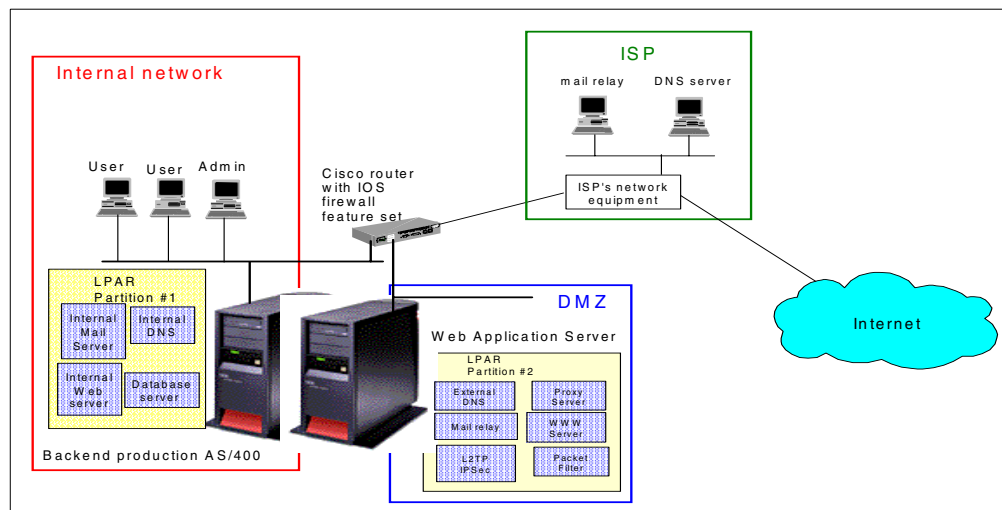 Internal network
User
User
Admin
LPAR
Partition #1
Internal
Mail
Server
Internal
DNS
Internal
Web
server
Database
server
Backend production AS/400
Cisco router
with IOS
firewall
feature set
ISP
mail relay
DNS server
ISP's network
equipment
DMZ
Web Application Server
LPAR
Partition #2
External
DNS
Proxy
Server
Mail relay
WWW
Server
L2TP
IPSec
Packet
Filter
Internet